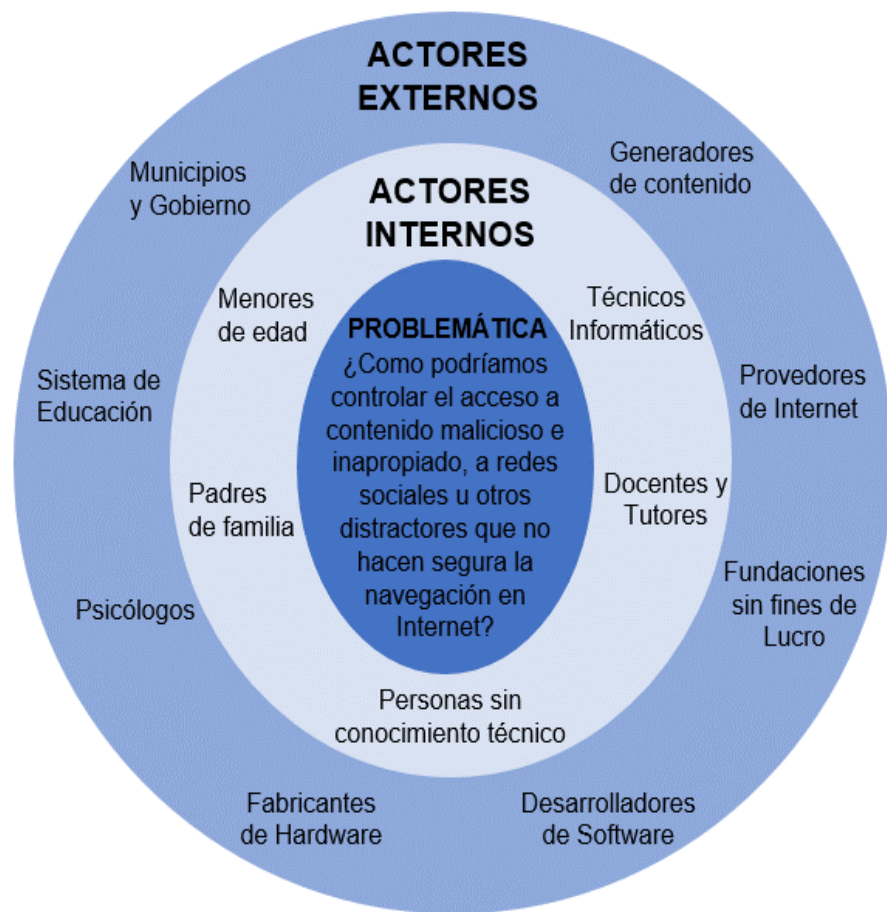 ACTORES
EXTERNOS
Municipios
y Gobierno
Generadores
de contenido
Sistema de
Educación
Provedores
de Internet
Psicólogos
Fundaciones
sin fines de
Lucro
Fabricantes
de Hardware
Desarrolladores
de Software
ACTORES
INTERNOS
Menores
de edad
Técnicos
Informáticos
Padres
de familia
Docentes y
Tutores
Personas sin
conocimiento técnico
PROBLEMÁTICA
¿Como podríamos
controlar el acceso a
contenido malicioso e
inapropiado, a redes
sociales u otros
distractores que no
hacen segura la
navegación en
Internet?